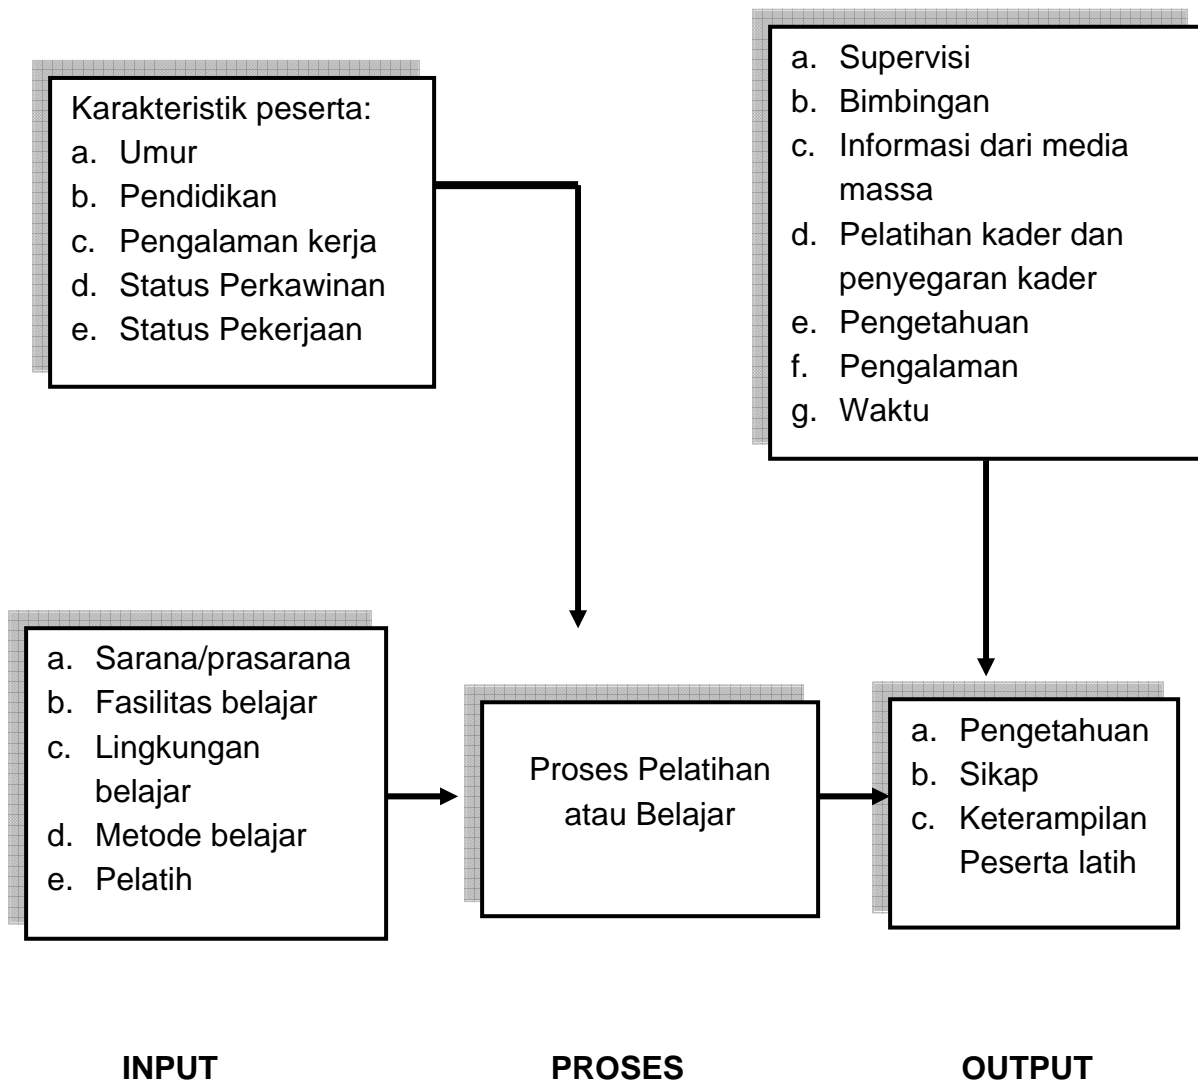 Karakteristik peserta:
a. Umur
b. Pendidikan
c. Pengalaman kerja
d. Status Perkawinan
e. Status Pekerjaan
a. Supervisi
b. Bimbingan
c. Informasi dari media
massa
d. Pelatihan kader dan
penyegaran kader
e. Pengetahuan
f. Pengalaman
g. Waktu
a. Sarana/prasarana
b. Fasilitas belajar
c. Lingkungan
belajar
d. Metode belajar
e. Pelatih
Proses Pelatihan
atau Belajar
a. Pengetahuan
b. Sikap
c. Keterampilan
Peserta latih
INPUT
PROSES
OUTPUT